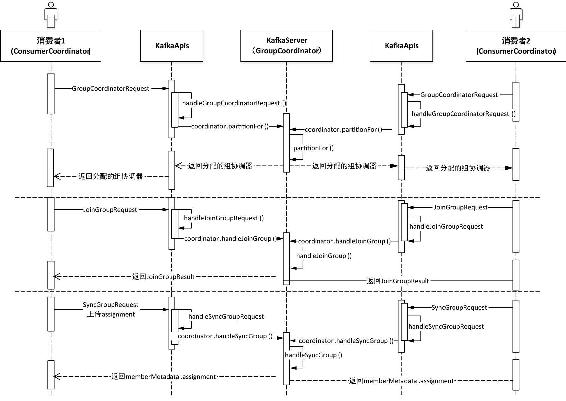 消费者1
(ConsumerCoordinator)
KafkaApis
KafkaServer
（GroupCoordinator）
KafkaApis
消费者2
(ConsumerCoordinator)
GroupCoordinatorRequest
GroupCoordinatorRequest
handleGroupCoordinatorRequest()
handleGroupCoordinatorRequest()
coordinator.partitionFor()
coordinator.partitionFor()
partitionFor()
返回分配的组协调器
返回分配的组协调器
返回分配的组协调器
返回分配的组协调器
JoinGroupRequest
JoinGroupRequest
handleJoinGroupRequest()
handleJoinGroupRequest
coordinator.handleJoinGroup()
coordinator.handleJoinGroup()
handleJoinGroup()
返回JoinGroupResult
返回JoinGroupResult
SyncGroupRequest
上传assignment
SyncGroupRequest
handleSyncGroupRequest
handleSyncGroupRequest
coordinator.handleSyncGroup()
coordinator.handleSyncGroup()
handleSyncGroup()
返回memberMetadata.assignment
返回memberMetadata.assignment